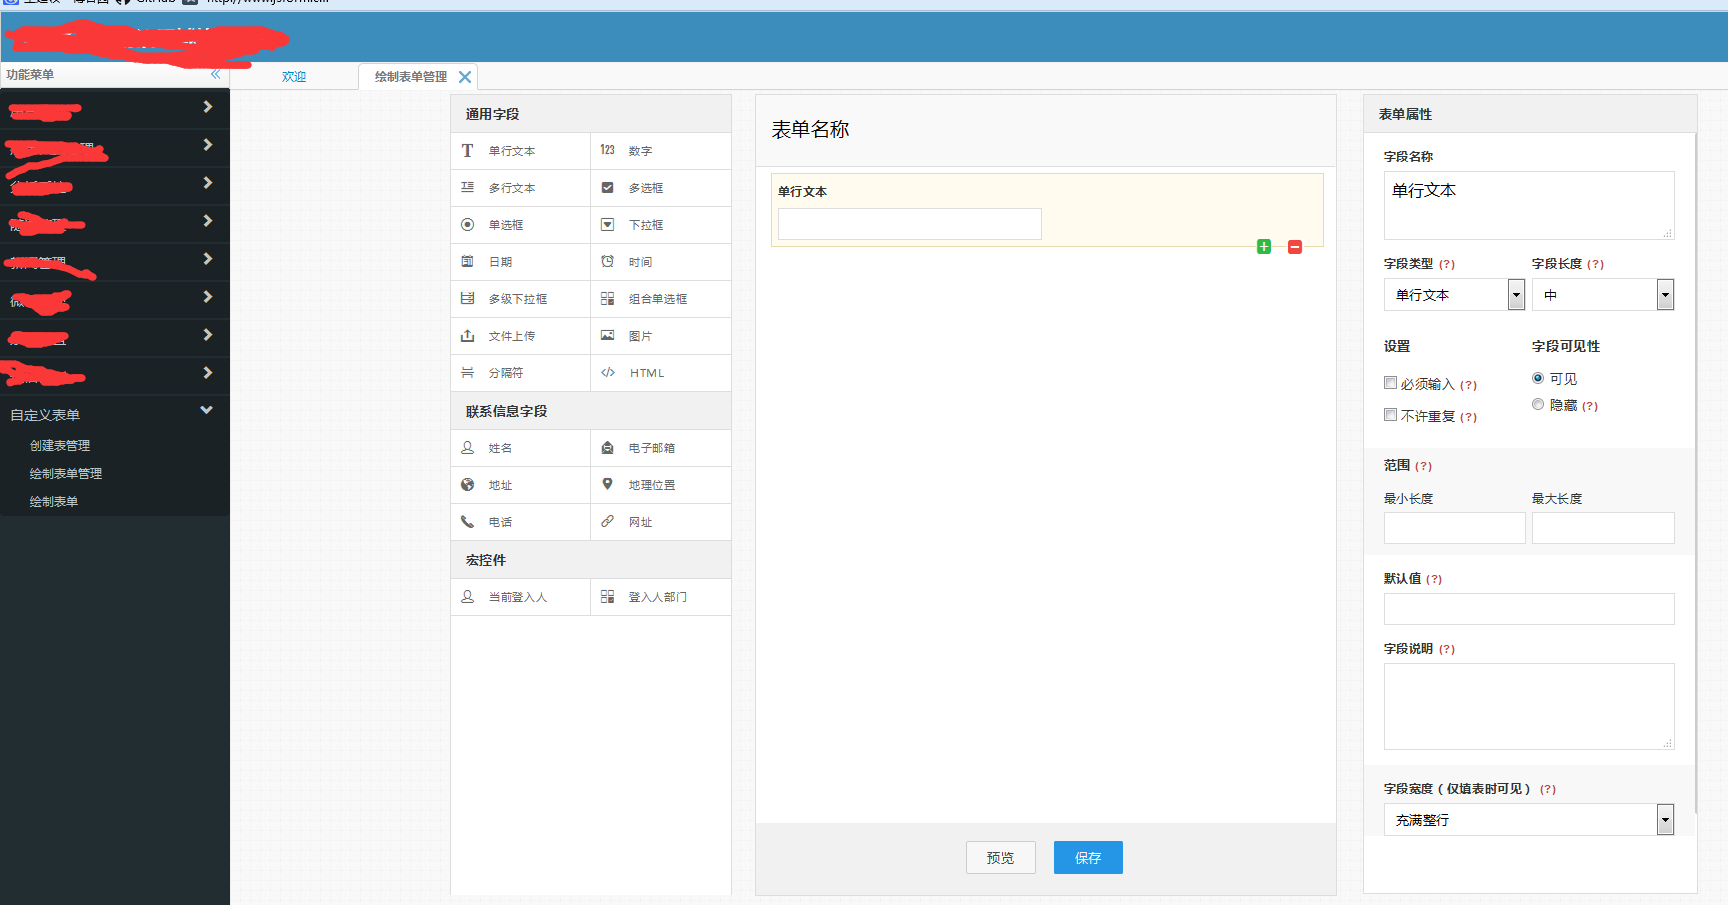 功能菜单
欢迎
绘制表单管理
自定义表单
创建表管理
绘制表单管理
绘制表单
通用字段
单行文本
数字
多行文本
多选框
单选框
下拉框
日期
时间
多级下拉框
组合单选框
文件上传
图片
分隔符
HTML
联系信息字段
姓名
电子邮箱
地址
地理位置
电话
网址
宏控件
当前登入人
登入人部门
表单名称
单行文本
预览
保存
表单属性
字段名称
单行文本
字段类型 (?)
字段长度 (?)
单行文本
中
设置
字段可见性
必须输入 (?)
可见
不许重复 (?)
隐藏 (?)
范围 (?)
最小长度
最大长度
默认值 (?)
字段说明 (?)
字段宽度（仅填表时可见） (?)
充满整行